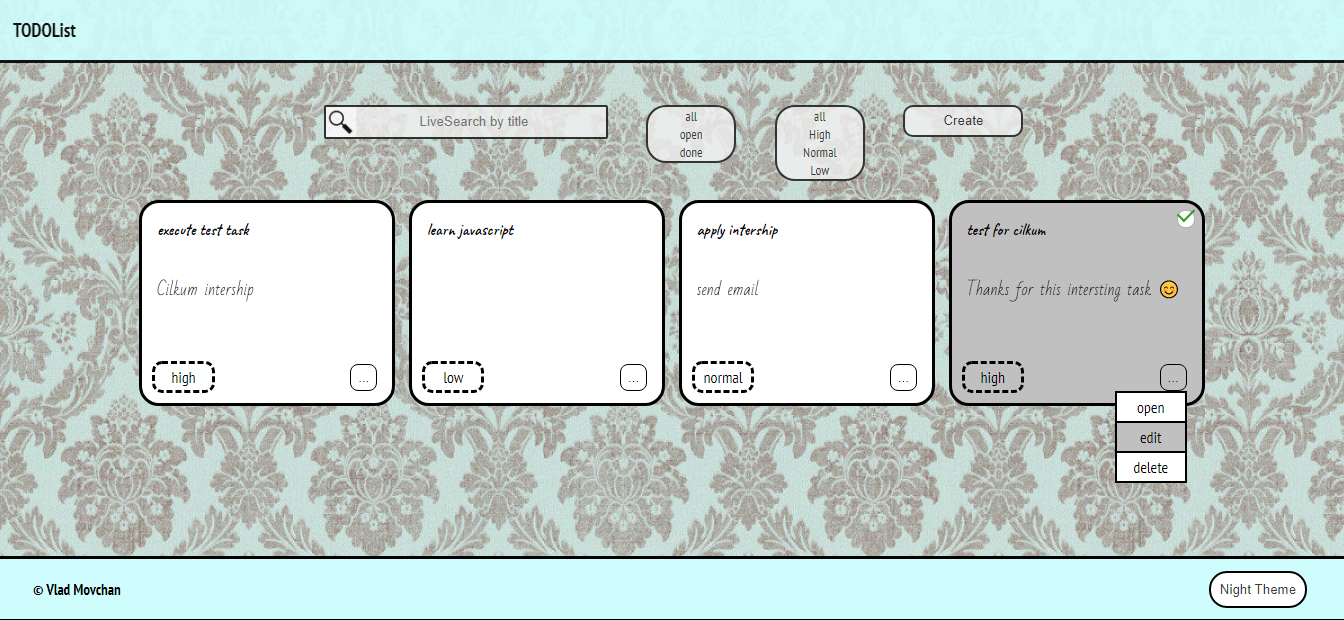 TODOList
LiveSearch by title
all
open
done
all
High
Normal
Low
Create
execute test task
Cilkum intership
high
...
learn javascript
low
...
apply intership
send email
normal
...
test for cilkum
Thanks for this intersting task 😊
high
...
open
edit
delete
© Vlad Movchan
Night Theme